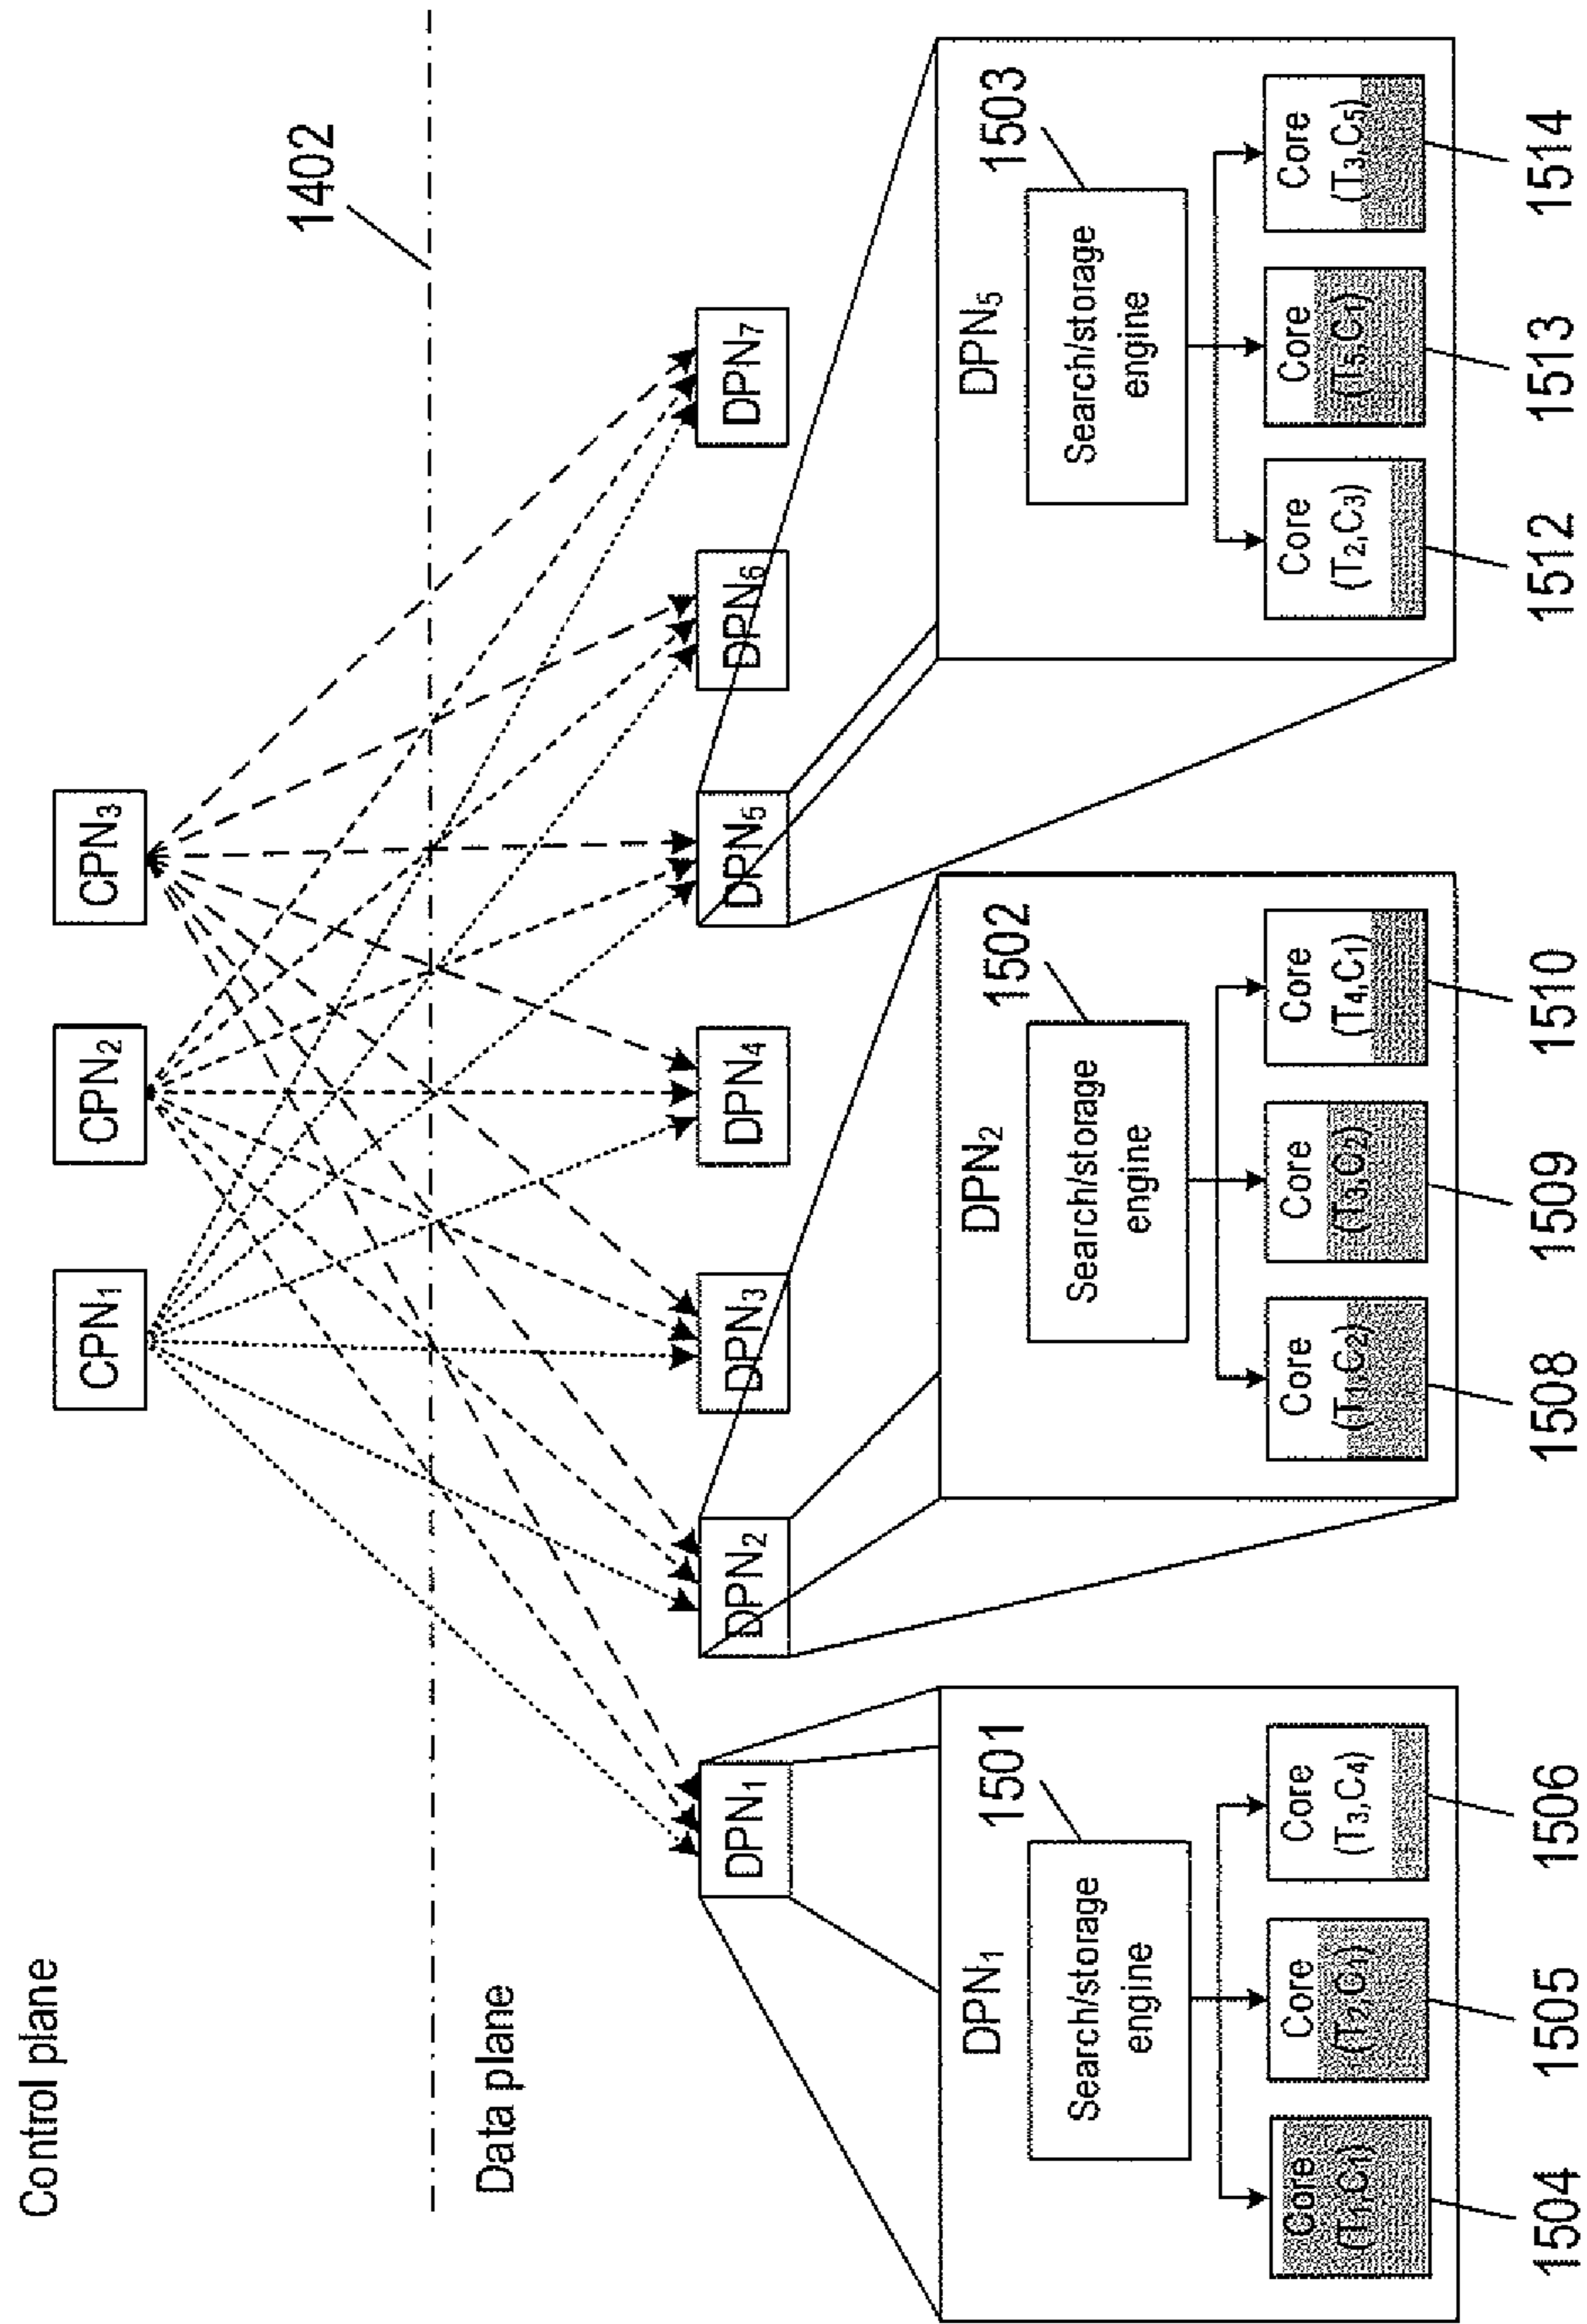 Control plane
CPN₁
CPN₂
CPN₃
1402
Data plane
DPN₁
DPN₂
DPN₃
DPN₄
DPN₅
DPN₆
DPN₇
DPN₁
1501
Search/storage
engine
Core
(T₁,C₁)
Core
(T₂,C₁)
Core
(T₃,C₄)
1504
1505
1506
DPN₂
1502
Search/storage
engine
Core
(T₁,C₂)
Core
(T₃,C₂)
Core
(T₄,C₁)
1508
1509
1510
DPN₅
1503
Search/storage
engine
Core
(T₂,C₃)
Core
(T₅,C₁)
Core
(T₃,C₅)
1512
1513
1514